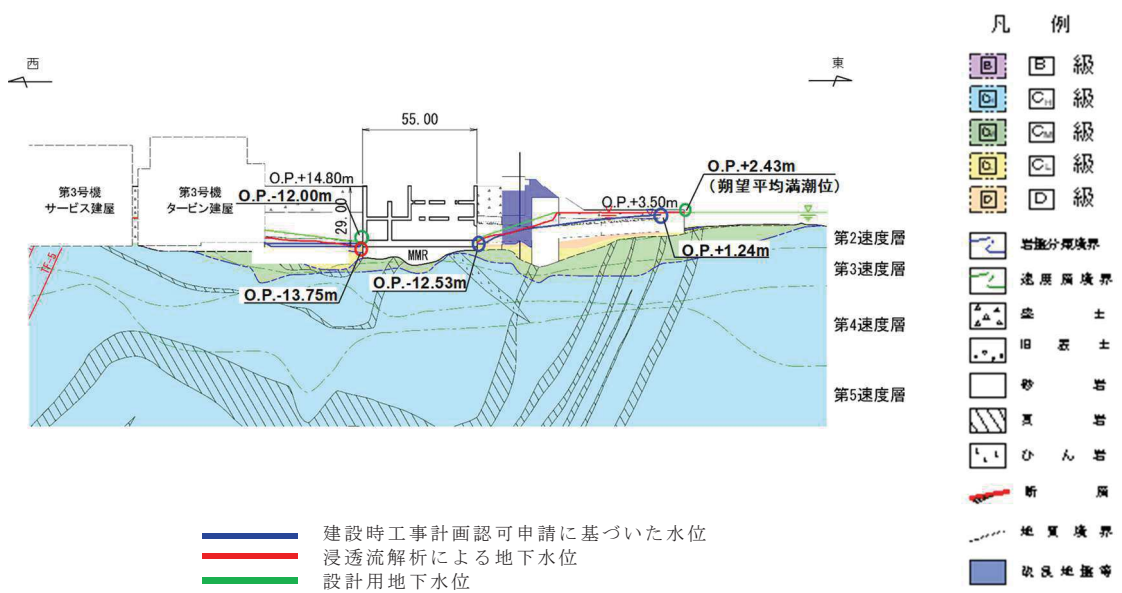 西
東
55.00
O.P.+14.80m
O.P.-12.00m
29.00
O.P.+2.43m
(朔望平均満潮位)
O.P.+3.50m
O.P.+1.24m
第3号機
サービス建屋
第3号機
タービン建屋
MMR
O.P.-12.53m
O.P.-13.75m
TF-5
第2速度層
第3速度層
第4速度層
第5速度層
建設時工事計画認可申請に基づいた水位
浸透流解析による地下水位
設計用地下水位
凡 例
B B 級
CH 級
CM 級
CL 級
D D 級
岩盤分類境界
速度層境界
盛 土
旧 表 土
砂 岩
頁 岩
ひ ん 岩
断 層
地 質 境 界
改良地盤等